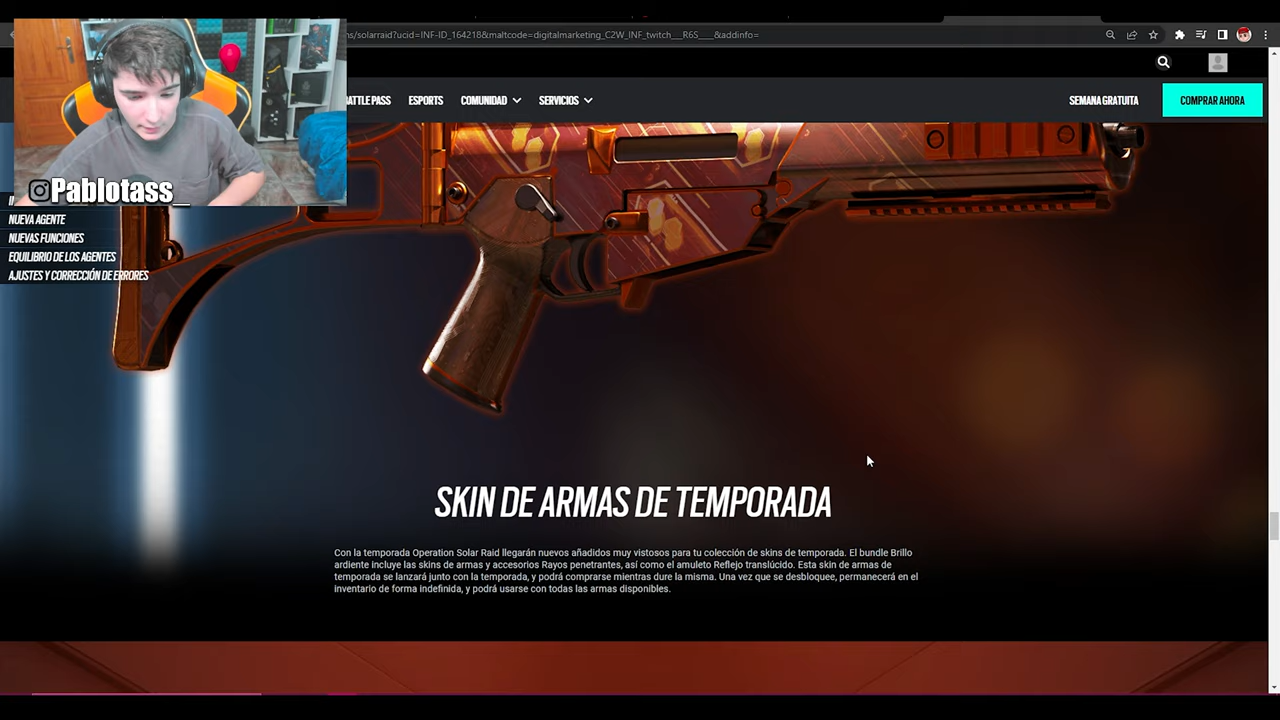 ns/solarraid?ucid=INF-ID_164218&maltcode=digitalmarketing_C2W_INF_twitch___R6S____&addinfo=
BATTLE PASS
ESPORTS
COMUNIDAD
SERVICIOS
SEMANA GRATUITA
COMPRAR AHORA
Pablotass_
NUEVA AGENTE
NUEVAS FUNCIONES
EQUILIBRIO DE LOS AGENTES
AJUSTES Y CORRECCIÓN DE ERRORES
SKIN DE ARMAS DE TEMPORADA
Con la temporada Operation Solar Raid llegarán nuevos añadidos muy vistosos para tu colección de skins de temporada. El bundle Brillo
ardiente incluye las skins de armas y accesorios Rayos penetrantes, así como el amuleto Reflejo translúcido. Esta skin de armas de
temporada se lanzará junto con la temporada, y podrá comprarse mientras dure la misma. Una vez que se desbloquee, permanecerá en el
inventario de forma indefinida, y podrá usarse con todas las armas disponibles.